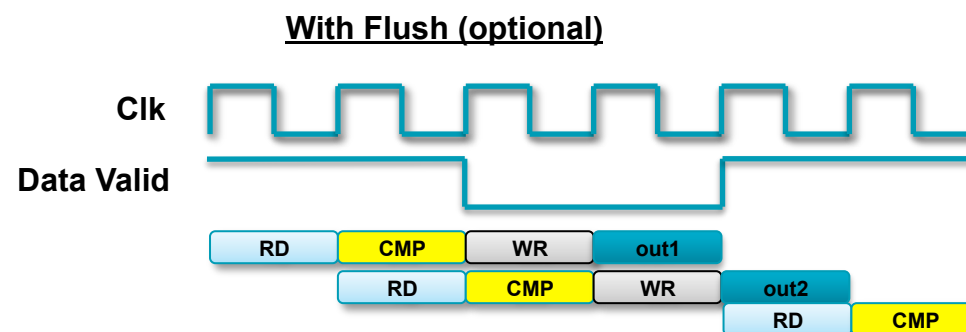 With Flush (optional)
Clk
Data Valid
RD CMP WR out1
RD CMP WR out2
RD CMP